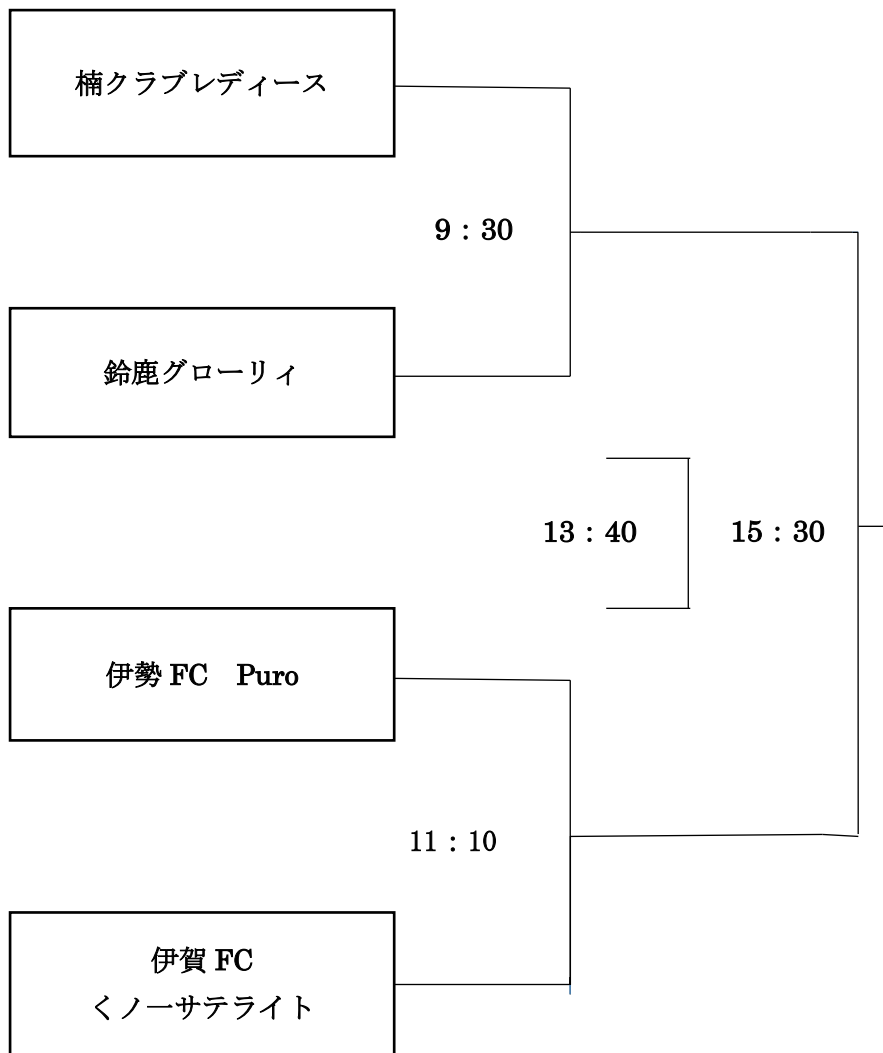 楠クラブレディース
9：30
鈴鹿グローリィ
13：40
15：30
伊勢 FC　Puro
11：10
伊賀 FC
くノ一サテライト